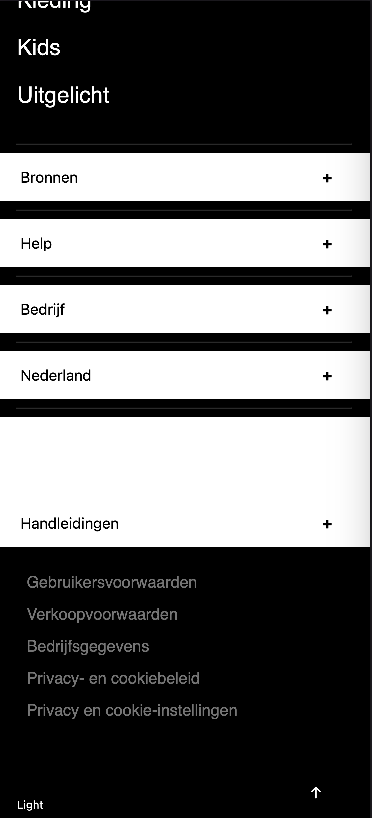 Kleding
Kids
Uitgelicht
Bronnen +
Help +
Bedrijf +
Nederland +
Handleidingen +
Gebruikersvoorwaarden
Verkoopvoorwaarden
Bedrijfsgegevens
Privacy- en cookiebeleid
Privacy en cookie-instellingen
Light